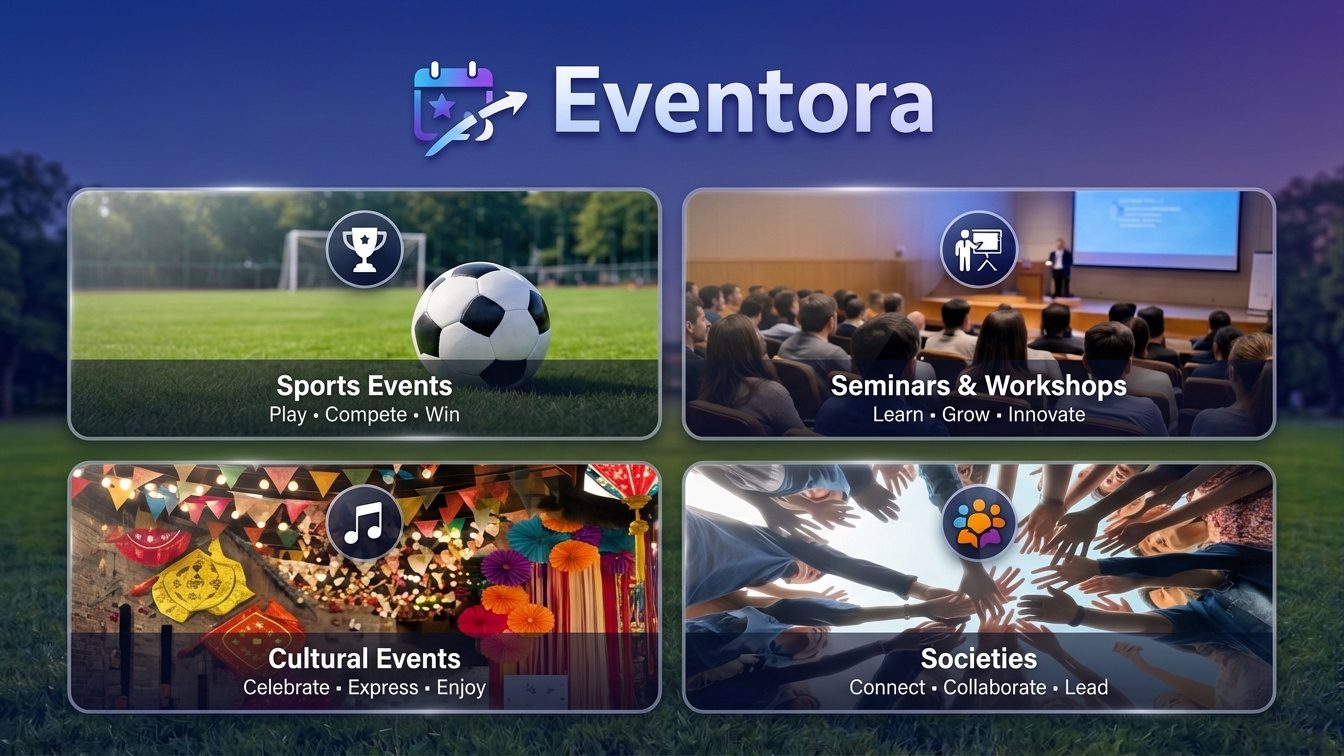 Eventora
Sports Events
Play • Compete • Win
Seminars & Workshops
Learn • Grow • Innovate
Cultural Events
Celebrate • Express • Enjoy
Societies
Connect • Collaborate • Lead